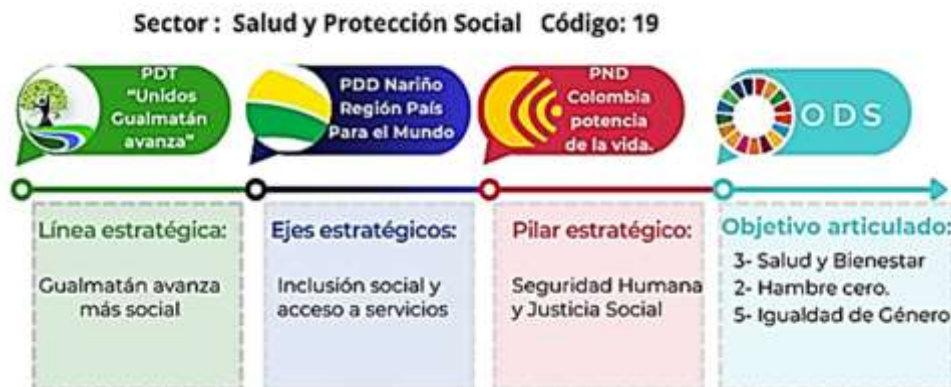 Sector : Salud y Protección Social Código: 19
PDT
"Unidos
Gualmatán
avanza"
PDD Nariño
Región País
Para el Mundo
PND
Colombia
potencia
de la vida.
ODS
Línea estratégica:
Gualmatán avanza
más social
Ejes estratégicos:
Inclusión social y
acceso a servicios
Pilar estratégico:
Seguridad Humana
y Justicia Social
Objetivo articulado:
3- Salud y Bienestar
2- Hambre cero.
5- Igualdad de Género